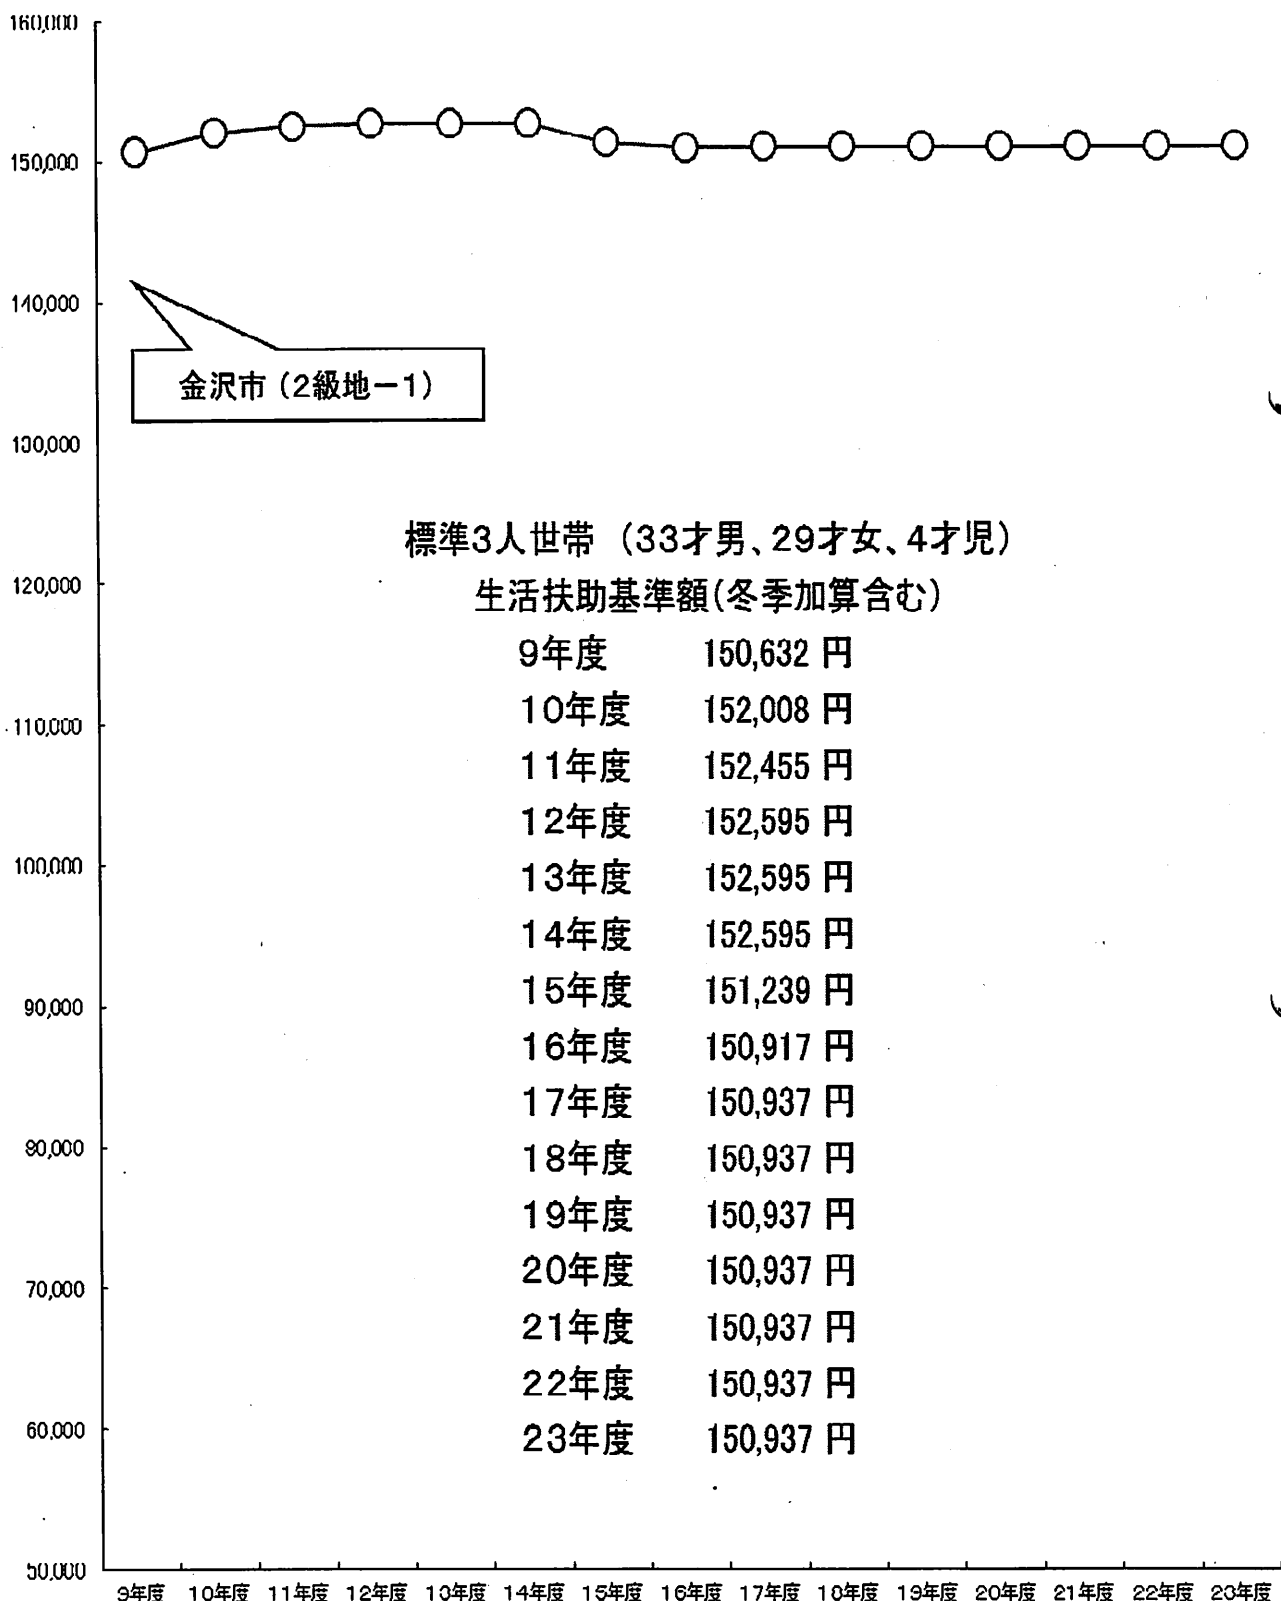 160,000
150,000
140,000
金沢市（2級地－1）
130,000
標準3人世帯（33才男、29才女、4才児）
120,000
生活扶助基準額（冬季加算含む）
9年度 150,632 円
10年度 152,008 円
110,000
11年度 152,455 円
12年度 152,595 円
100,000
13年度 152,595 円
14年度 152,595 円
15年度 151,239 円
90,000
16年度 150,917 円
17年度 150,937 円
80,000
18年度 150,937 円
19年度 150,937 円
20年度 150,937 円
70,000
21年度 150,937 円
22年度 150,937 円
60,000
23年度 150,937 円
50,000
9年度 10年度 11年度 12年度 13年度 14年度 15年度 16年度 17年度 18年度 19年度 20年度 21年度 22年度 23年度